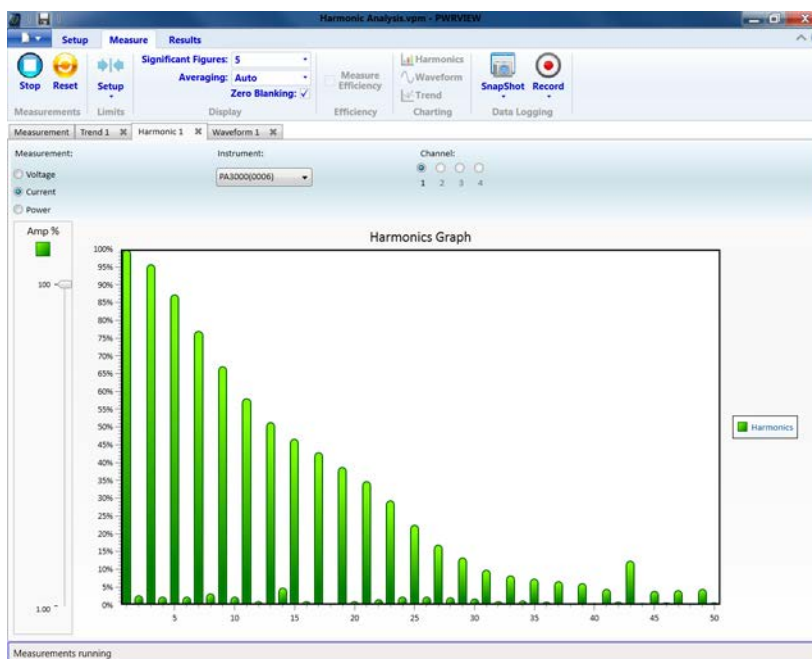 Harmonic Analysis.vpm - PWRVIEW
Setup Measure Results
Stop Reset
Measurements
Setup
Limits
Significant Figures: 5
Averaging: Auto
Zero Blanking:
Display
Measure Efficiency
Efficiency
Harmonics
Waveform
Trend
Charting
SnapShot Record
Data Logging
Measurement Trend 1 Harmonic 1 Waveform 1
Measurement:
Voltage
Current
Power
Instrument:
PA3000(0006)
Channel:
1 2 3 4
Amp %
100
1.00
Harmonics Graph
100%
95%
90%
85%
80%
75%
70%
65%
60%
55%
50%
45%
40%
35%
30%
25%
20%
15%
10%
5%
0%
5 10 15 20 25 30 35 40 45 50
Harmonics
Measurements running